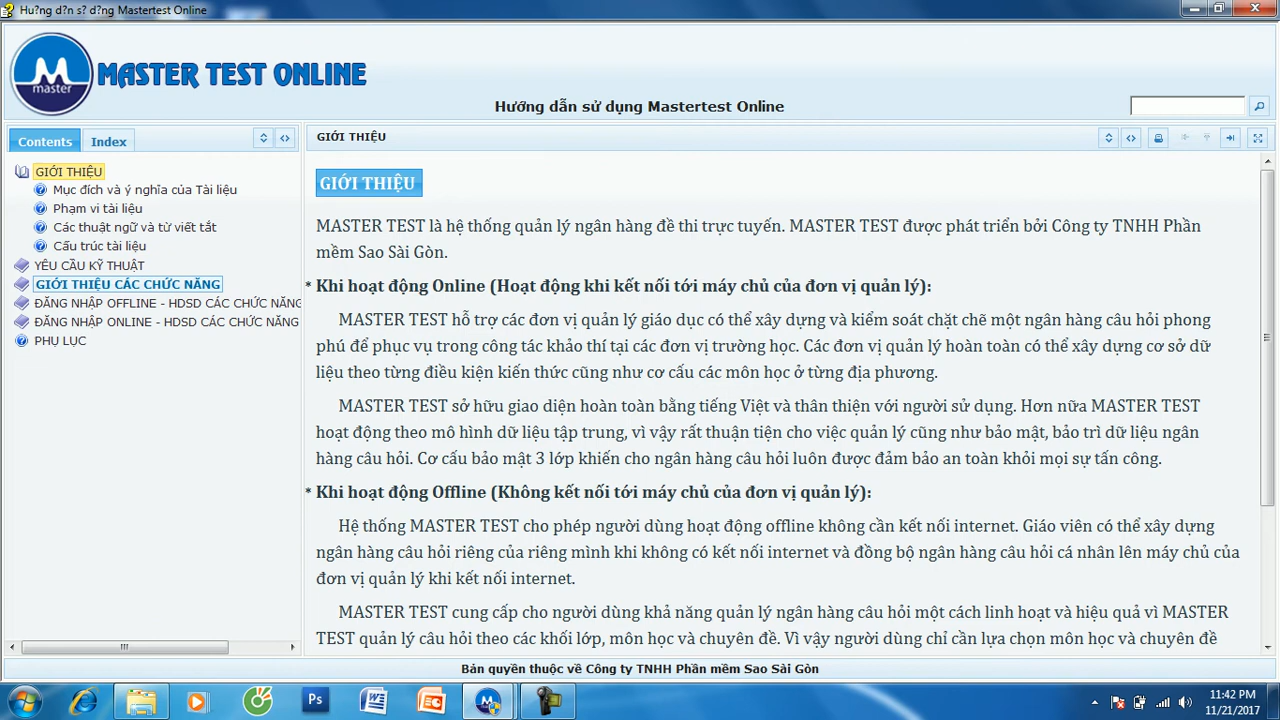 Hu?ng d?n s? d?ng Mastertest Online
master
MASTER TEST ONLINE
Hướng dẫn sử dụng Mastertest Online
Contents
Index
GIỚI THIỆU
Mục đích và ý nghĩa của Tài liệu
Phạm vi tài liệu
Các thuật ngữ và từ viết tắt
Cấu trúc tài liệu
YÊU CẦU KỸ THUẬT
GIỚI THIỆU CÁC CHỨC NĂNG
ĐĂNG NHẬP OFFLINE - HDSD CÁC CHỨC NĂNG
ĐĂNG NHẬP ONLINE - HDSD CÁC CHỨC NĂNG
PHỤ LỤC
GIỚI THIỆU
GIỚI THIỆU
MASTER TEST là hệ thống quản lý ngân hàng đề thi trực tuyến. MASTER TEST được phát triển bởi Công ty TNHH Phần
mềm Sao Sài Gòn.
* Khi hoạt động Online (Hoạt động khi kết nối tới máy chủ của đơn vị quản lý):
MASTER TEST hỗ trợ các đơn vị quản lý giáo dục có thể xây dựng và kiểm soát chặt chẽ một ngân hàng câu hỏi phong
phú để phục vụ trong công tác khảo thí tại các đơn vị trường học. Các đơn vị quản lý hoàn toàn có thể xây dựng cơ sở dữ
liệu theo từng điều kiện kiến thức cũng như cơ cấu các môn học ở từng địa phương.
MASTER TEST sở hữu giao diện hoàn toàn bằng tiếng Việt và thân thiện với người sử dụng. Hơn nữa MASTER TEST
hoạt động theo mô hình dữ liệu tập trung, vì vậy rất thuận tiện cho việc quản lý cũng như bảo mật, bảo trì dữ liệu ngân
hàng câu hỏi. Cơ cấu bảo mật 3 lớp khiến cho ngân hàng câu hỏi luôn được đảm bảo an toàn khỏi mọi sự tấn công.
* Khi hoạt động Offline (Không kết nối tới máy chủ của đơn vị quản lý):
Hệ thống MASTER TEST cho phép người dùng hoạt động offline không cần kết nối internet. Giáo viên có thể xây dựng
ngân hàng câu hỏi riêng của riêng mình khi không có kết nối internet và đồng bộ ngân hàng câu hỏi cá nhân lên máy chủ của
đơn vị quản lý khi kết nối internet.
MASTER TEST cung cấp cho người dùng khả năng quản lý ngân hàng câu hỏi một cách linh hoạt và hiệu quả vì MASTER
TEST quản lý câu hỏi theo các khối lớp, môn học và chuyên đề. Vì vậy người dùng chỉ cần lựa chọn môn học và chuyên đề
Bản quyền thuộc về Công ty TNHH Phần mềm Sao Sài Gòn
Ps
11:42 PM
11/21/2017